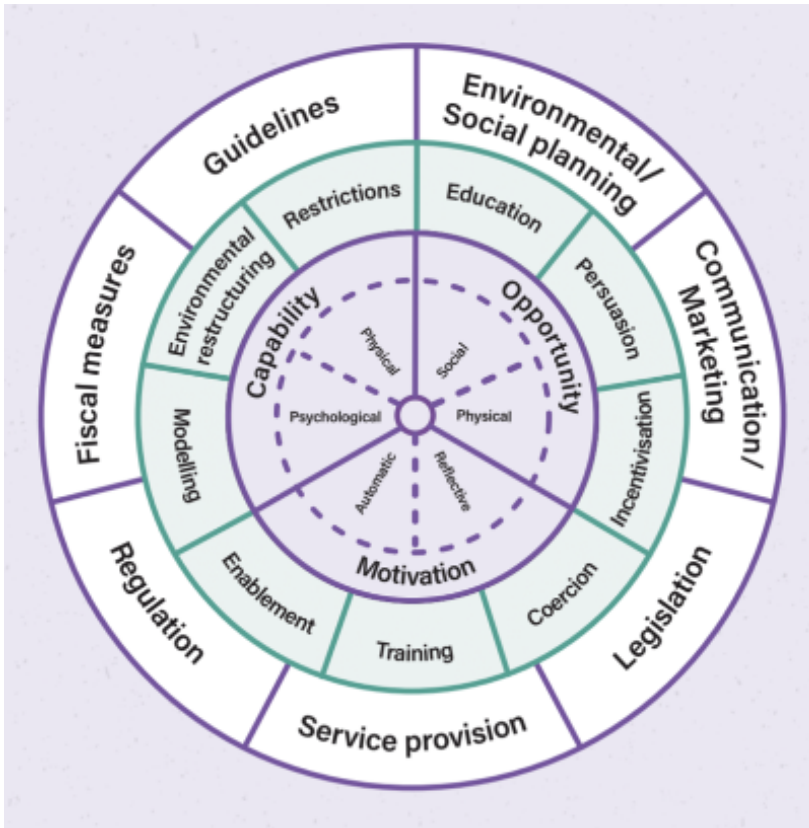 Guidelines
Environmental/
Social planning
Communication/
Marketing
Legislation
Service provision
Regulation
Fiscal measures
Restrictions
Education
Persuasion
Incentivisation
Coercion
Training
Enablement
Modelling
Environmental
restructuring
Capability
Opportunity
Motivation
Physical
Social
Physical
Reflective
Automatic
Psychological